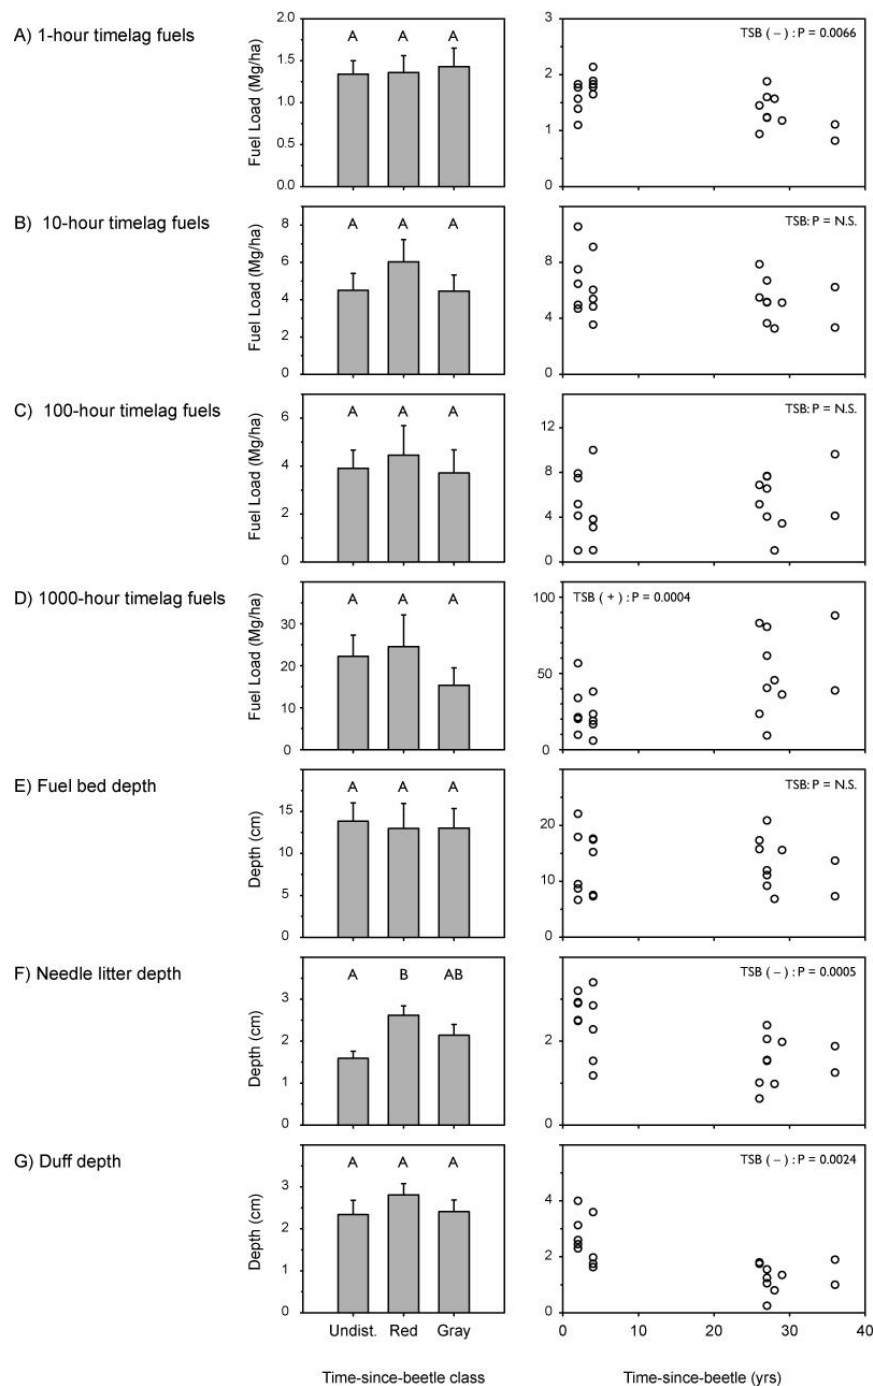 A) 1-hour timelag fuels
Fuel Load (Mg/ha)
2.0
1.5
1.0
0.5
0.0
A A A
3
2
1
0
TSB ( – ) : P = 0.0066
B) 10-hour timelag fuels
Fuel Load (Mg/ha)
8
6
4
2
0
A A A
8
4
0
TSB: P = N.S.
C) 100-hour timelag fuels
Fuel Load (Mg/ha)
6
4
2
0
A A A
12
8
4
0
TSB: P = N.S.
D) 1000-hour timelag fuels
Fuel Load (Mg/ha)
30
20
10
0
A A A
100
50
0
TSB ( + ) : P = 0.0004
E) Fuel bed depth
Depth (cm)
15
10
5
0
A A A
20
10
0
TSB: P = N.S.
F) Needle litter depth
Depth (cm)
3
2
1
0
A B AB
2
0
TSB ( – ) : P = 0.0005
G) Duff depth
Depth (cm)
3
2
1
0
A A A
4
2
0
TSB ( – ) : P = 0.0024
Undist. Red Gray
0 10 20 30 40
Time-since-beetle class
Time-since-beetle (yrs)